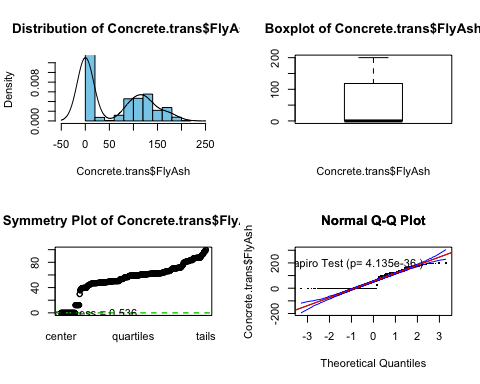 Distribution of Concrete.trans$FlyA
Density
0.000
0.008
-50 0 50 150 250
Concrete.trans$FlyAsh
Boxplot of Concrete.trans$FlyAsh
0
100
200
Concrete.trans$FlyAsh
Symmetry Plot of Concrete.trans$Fly
0
40
80
= 0.536
center quartiles tails
Normal Q-Q Plot
Concrete.trans$FlyAsh
-200
0
200
apiro Test (p= 4.135e-36 )
-3 -2 -1 0 1 2 3
Theoretical Quantiles